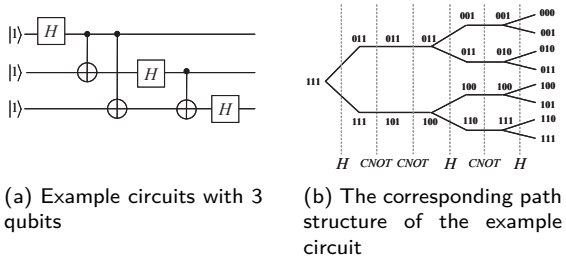 |1⟩ H
|1⟩ H
|1⟩ H
001 000
001
011 011 011 011 010 010
011
111
100 100 100
101
111 101 100 110 111 110
111
H CNOT CNOT H CNOT H
(a) Example circuits with 3
qubits
(b) The corresponding path
structure of the example
circuit